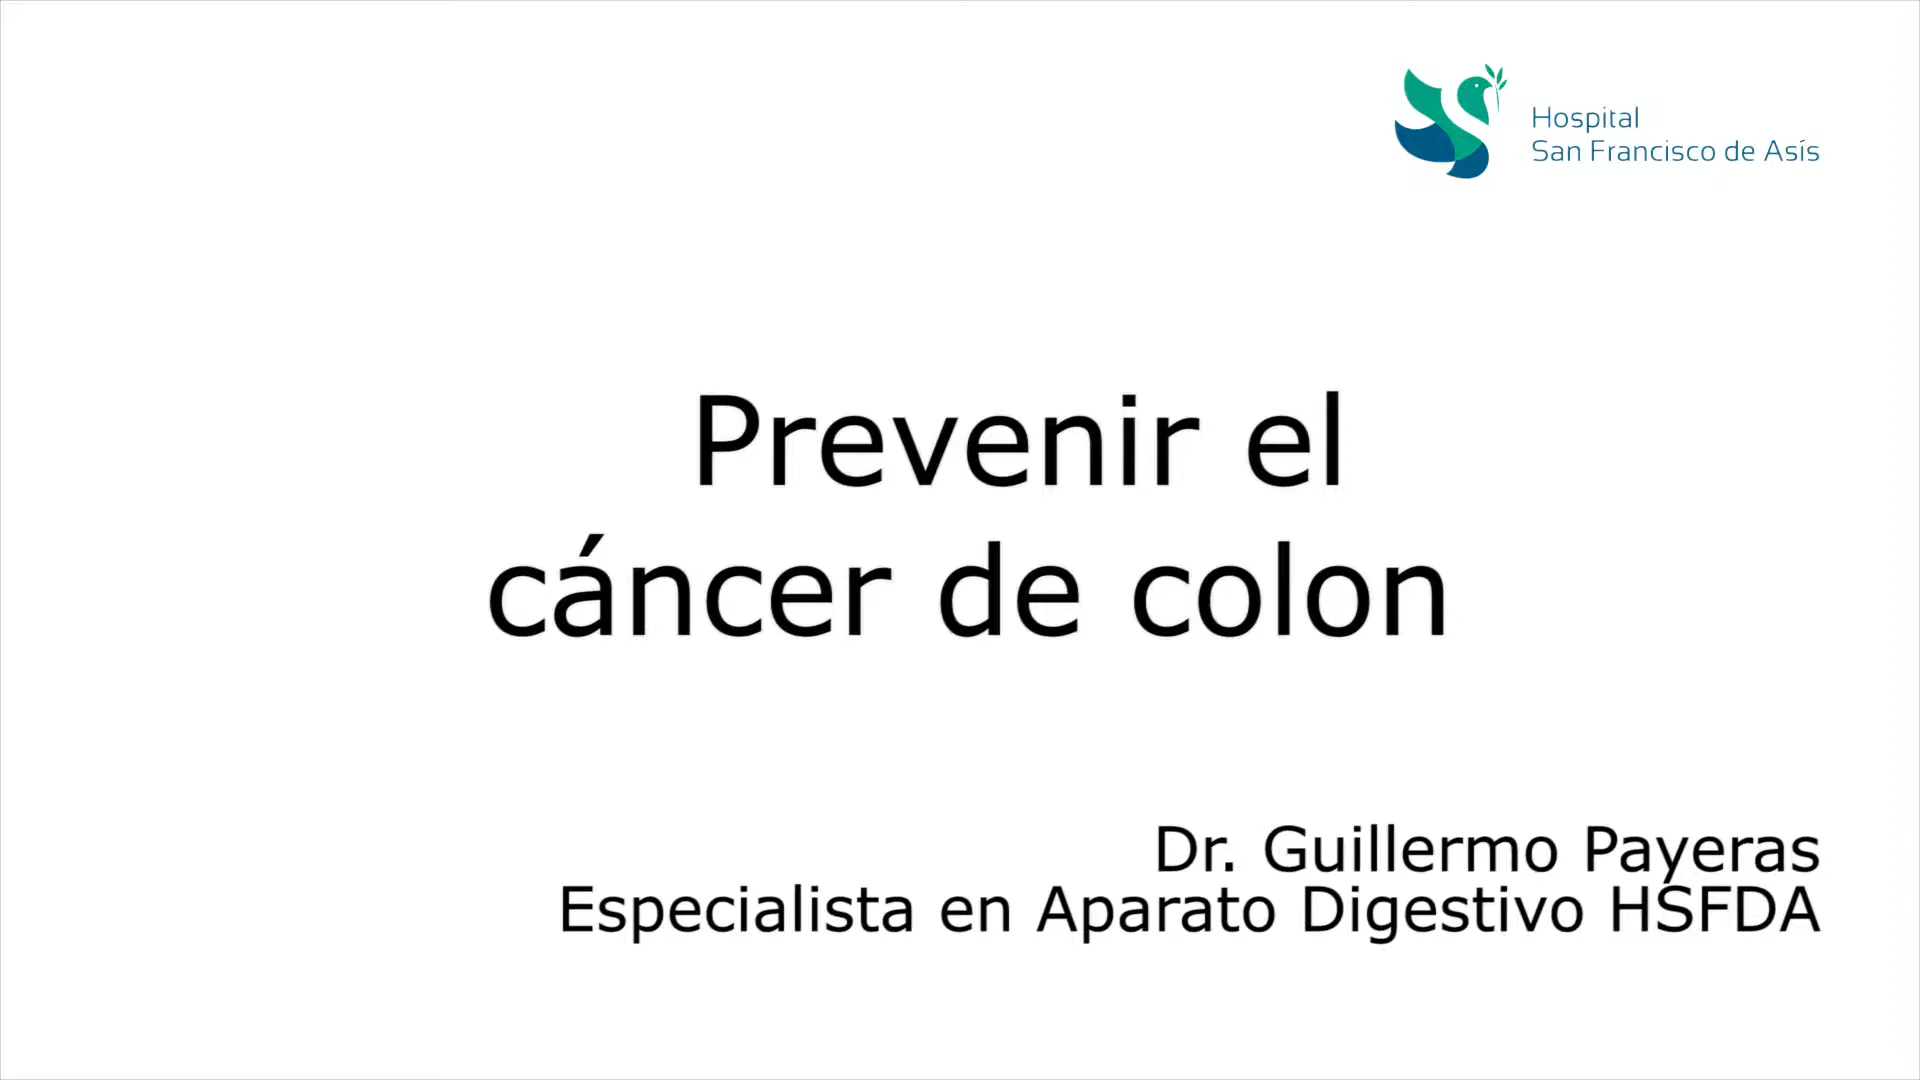 Hospital
San Francisco de Asís
Prevenir el
cáncer de colon
Dr. Guillermo Payeras
Especialista en Aparato Digestivo HSFDA